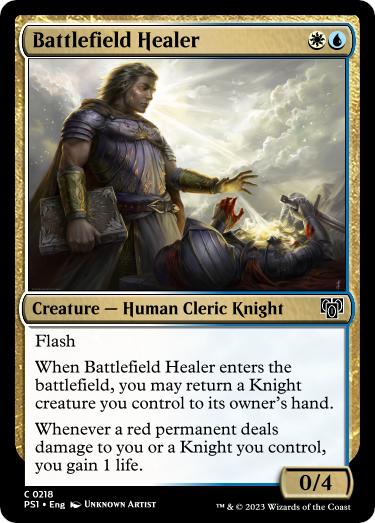 Battlefield Healer
Creature — Human Cleric Knight
Flash
When Battlefield Healer enters the
battlefield, you may return a Knight
creature you control to its owner's hand.
Whenever a red permanent deals
damage to you or a Knight you control,
you gain 1 life.
0/4
C 0218
PS1 • Eng Unknown Artist
™ & © 2023 Wizards of the Coast